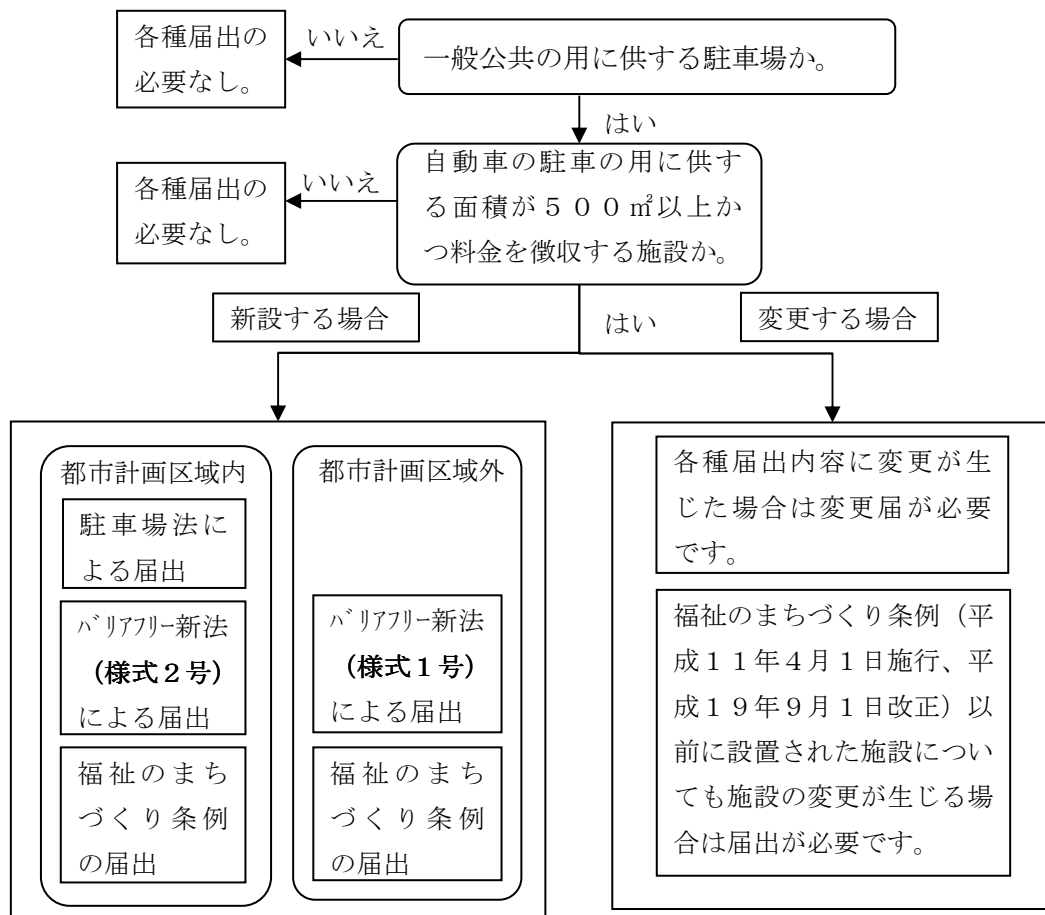 各種届出の
必要なし。
いいえ
一般公共の用に供する駐車場か。
はい
各種届出の
必要なし。
いいえ
自動車の駐車の用に供す
る面積が５００㎡以上か
つ料金を徴収する施設か。
新設する場合
はい
変更する場合
都市計画区域内
駐車場法に
よる届出
ﾊﾞﾘｱﾌﾘｰ新法
（様式２号）
による届出
福祉のまち
づくり条例
の届出
都市計画区域外
ﾊﾞﾘｱﾌﾘｰ新法
（様式１号）
による届出
福祉のまち
づくり条例
の届出
各種届出内容に変更が生
じた場合は変更届が必要
です。
福祉のまちづくり条例（平
成１１年４月１日施行、平
成１９年９月１日改正）以
前に設置された施設につい
ても施設の変更が生じる場
合は届出が必要です。